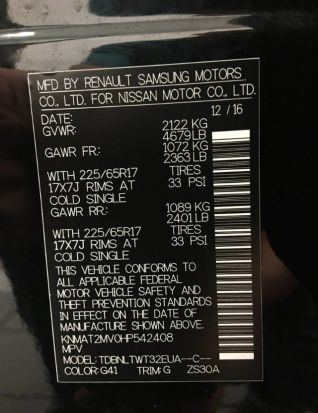 MFD BY RENAULT SAMSUNG MOTORS
CO., LTD. FOR NISSAN MOTOR CO., LTD.
DATE: 12 / 16
GVWR: 2122 KG
4679 LB
GAWR FR: 1072 KG
2363 LB
WITH 225/65R17 TIRES
17X7J RIMS AT 33 PSI
COLD SINGLE
GAWR RR: 1089 KG
2401 LB
WITH 225/65R17 TIRES
17X7J RIMS AT 33 PSI
COLD SINGLE
THIS VEHICLE CONFORMS TO
ALL APPLICABLE FEDERAL
MOTOR VEHICLE SAFETY AND
THEFT PREVENTION STANDARDS
IN EFFECT ON THE DATE OF
MANUFACTURE SHOWN ABOVE.
KNMAT2MV0HP542408
MPV
MODEL: TDBNLTWT32EUA--C--
COLOR:G41 TRIM:G ZS30A